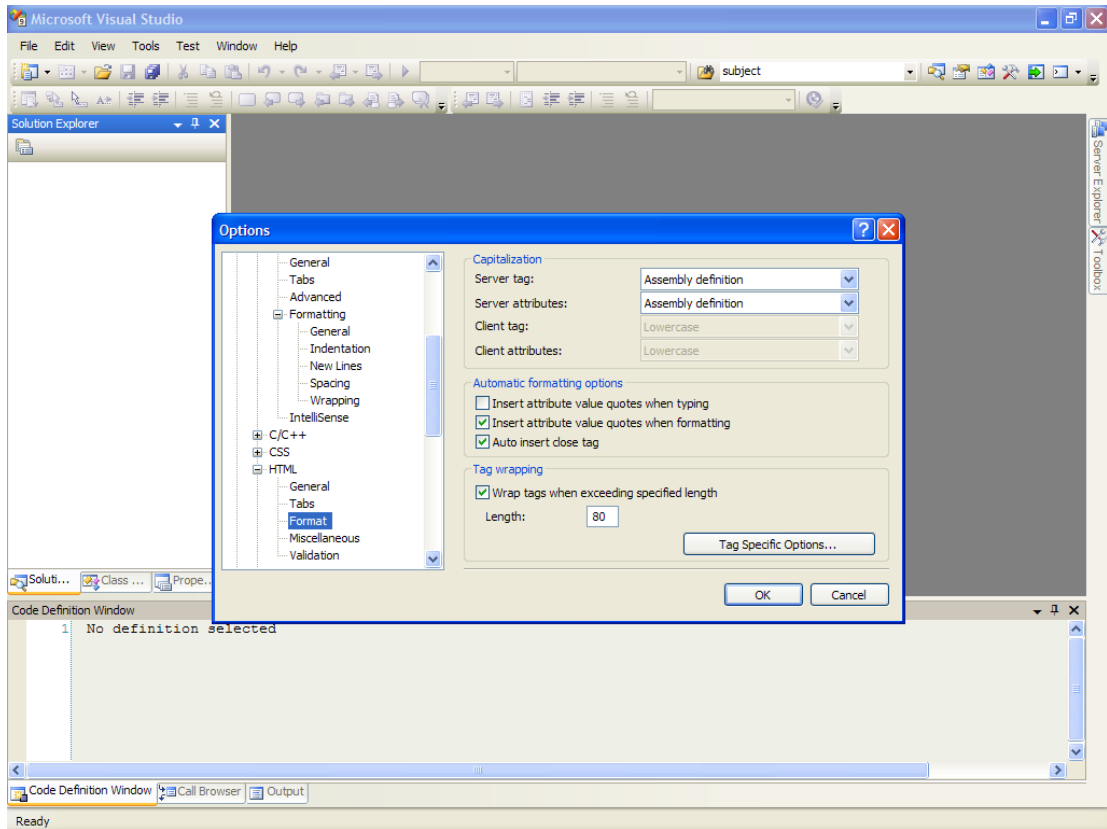 Microsoft Visual Studio
File Edit View Tools Test Window Help
subject
Solution Explorer
Server Explorer
Toolbox
Options
General
Tabs
Advanced
Formatting
General
Indentation
New Lines
Spacing
Wrapping
IntelliSense
C/C++
CSS
HTML
General
Tabs
Format
Miscellaneous
Validation
Capitalization
Server tag: Assembly definition
Server attributes: Assembly definition
Client tag: Lowercase
Client attributes: Lowercase
Automatic formatting options
Insert attribute value quotes when typing
Insert attribute value quotes when formatting
Auto insert close tag
Tag wrapping
Wrap tags when exceeding specified length
Length: 80
Tag Specific Options...
OK Cancel
Soluti... Class ... Prope...
Code Definition Window
1 No definition selected
Code Definition Window Call Browser Output
Ready